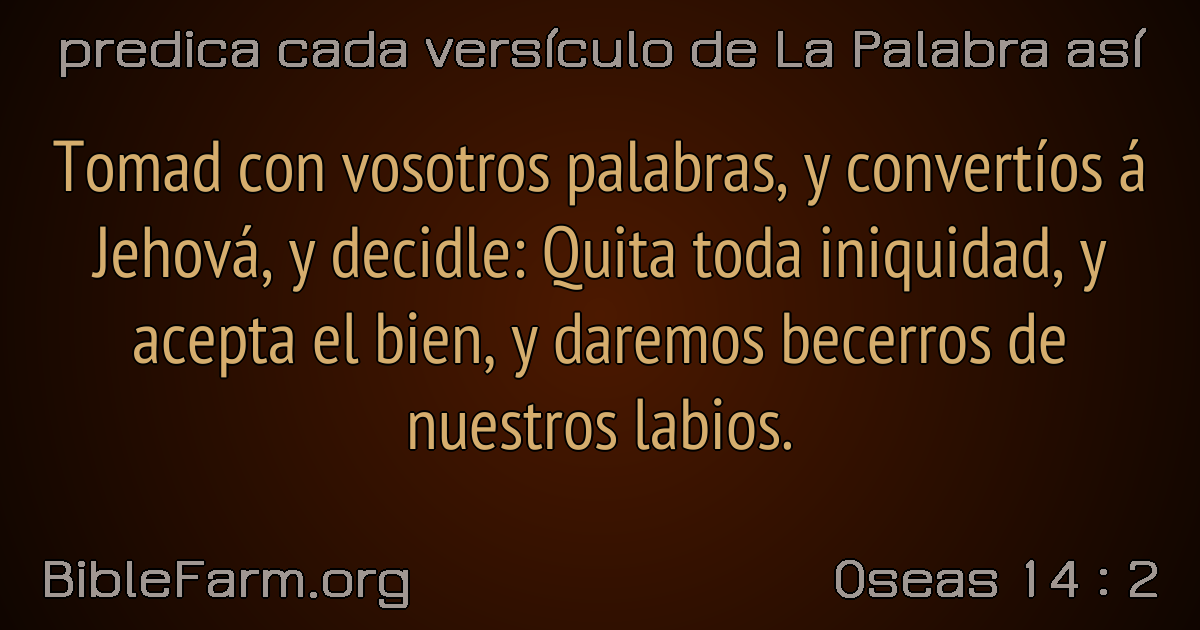 predica cada versículo de La Palabra así
Tomad con vosotros palabras, y convertíos á
Jehová, y decidle: Quita toda iniquidad, y
acepta el bien, y daremos becerros de
nuestros labios.
BibleFarm.org
Oseas 14 : 2